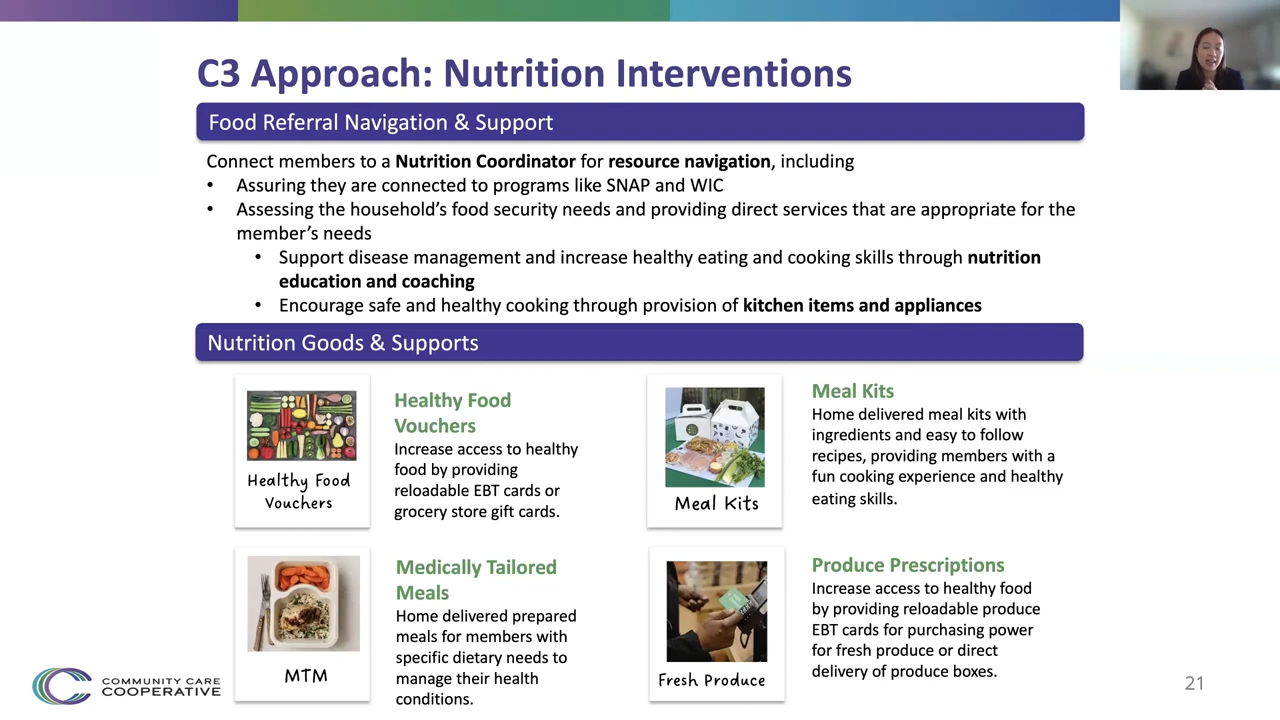 C3 Approach: Nutrition Interventions
Food Referral Navigation & Support
Connect members to a Nutrition Coordinator for resource navigation, including
• Assuring they are connected to programs like SNAP and WIC
• Assessing the household's food security needs and providing direct services that are appropriate for the
member's needs
• Support disease management and increase healthy eating and cooking skills through nutrition
education and coaching
• Encourage safe and healthy cooking through provision of kitchen items and appliances
Nutrition Goods & Supports
Healthy Food
Vouchers
Healthy Food
Vouchers
Increase access to healthy
food by providing
reloadable EBT cards or
grocery store gift cards.
Meal Kits
Meal Kits
Home delivered meal kits with
ingredients and easy to follow
recipes, providing members with a
fun cooking experience and healthy
eating skills.
MTM
Medically Tailored
Meals
Home delivered prepared
meals for members with
specific dietary needs to
manage their health
conditions.
Fresh Produce
Produce Prescriptions
Increase access to healthy food
by providing reloadable produce
EBT cards for purchasing power
for fresh produce or direct
delivery of produce boxes.
COMMUNITY CARE
COOPERATIVE
21